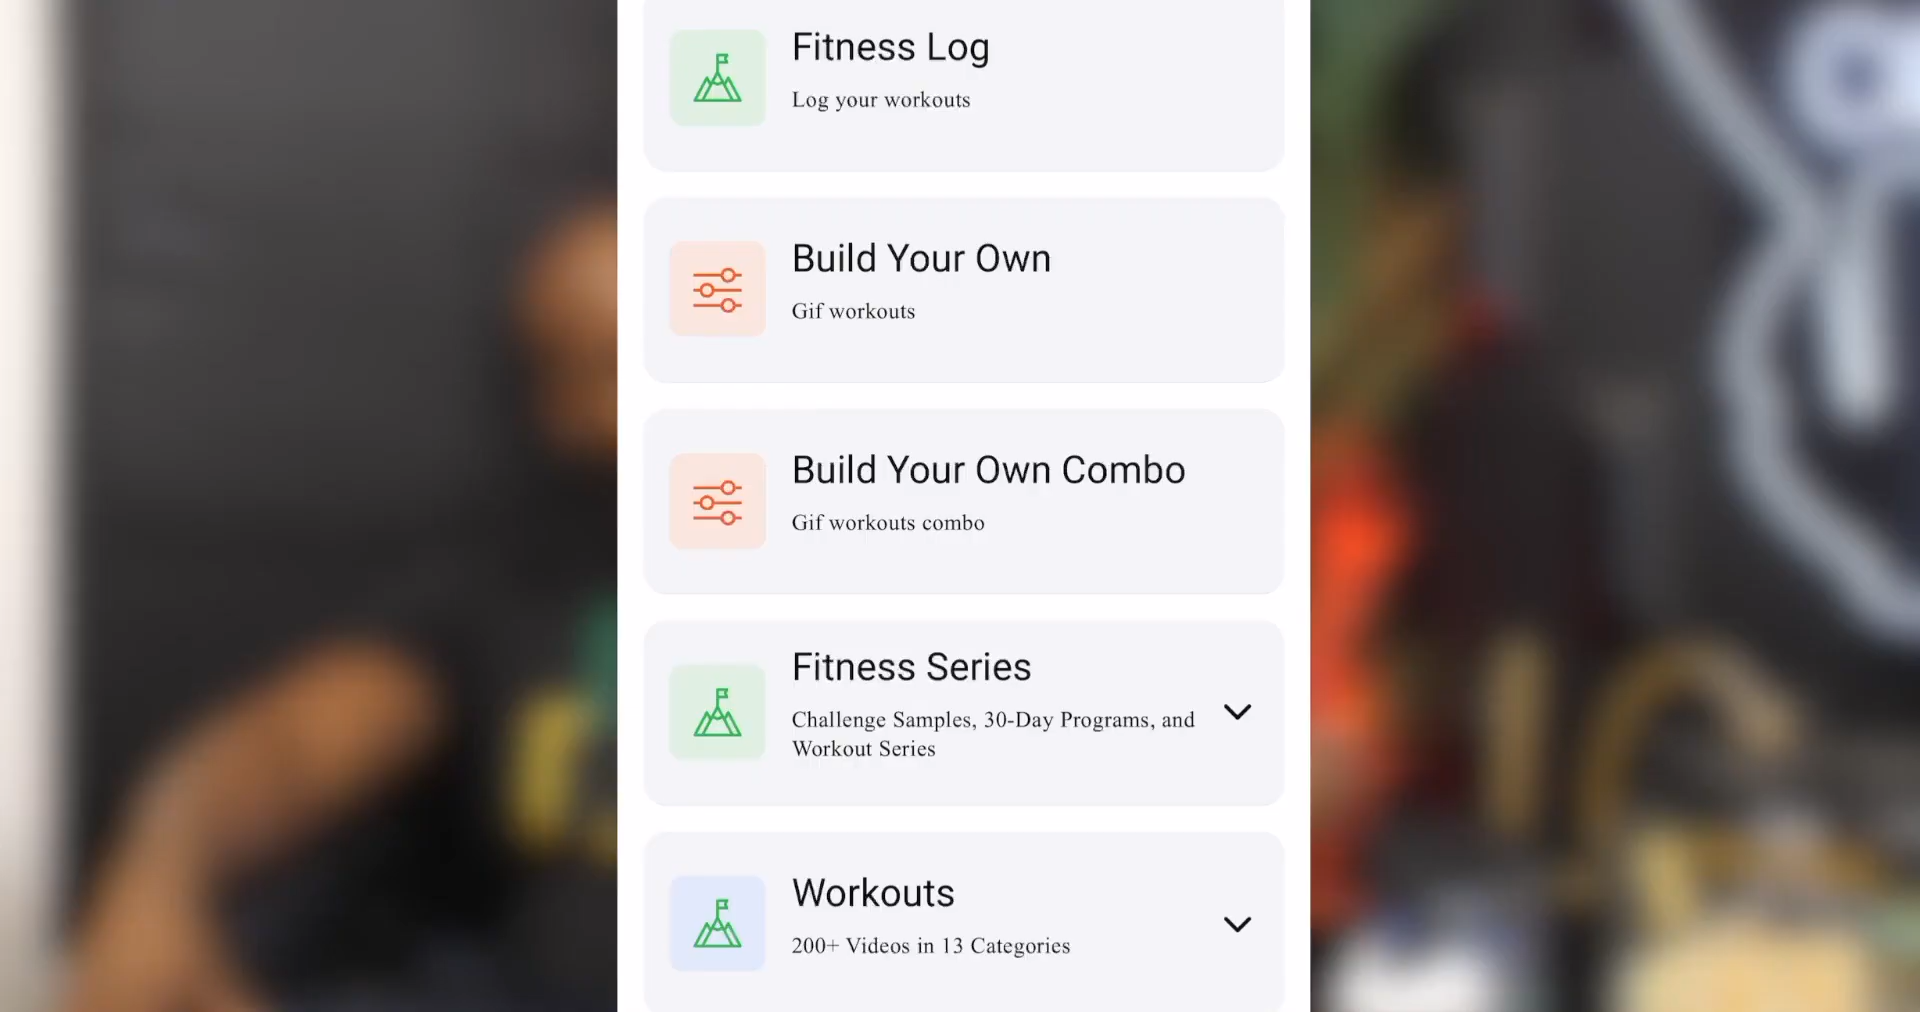 Fitness Log
Log your workouts
Build Your Own
Gif workouts
Build Your Own Combo
Gif workouts combo
Fitness Series
Challenge Samples, 30-Day Programs, and
Workout Series
Workouts
200+ Videos in 13 Categories